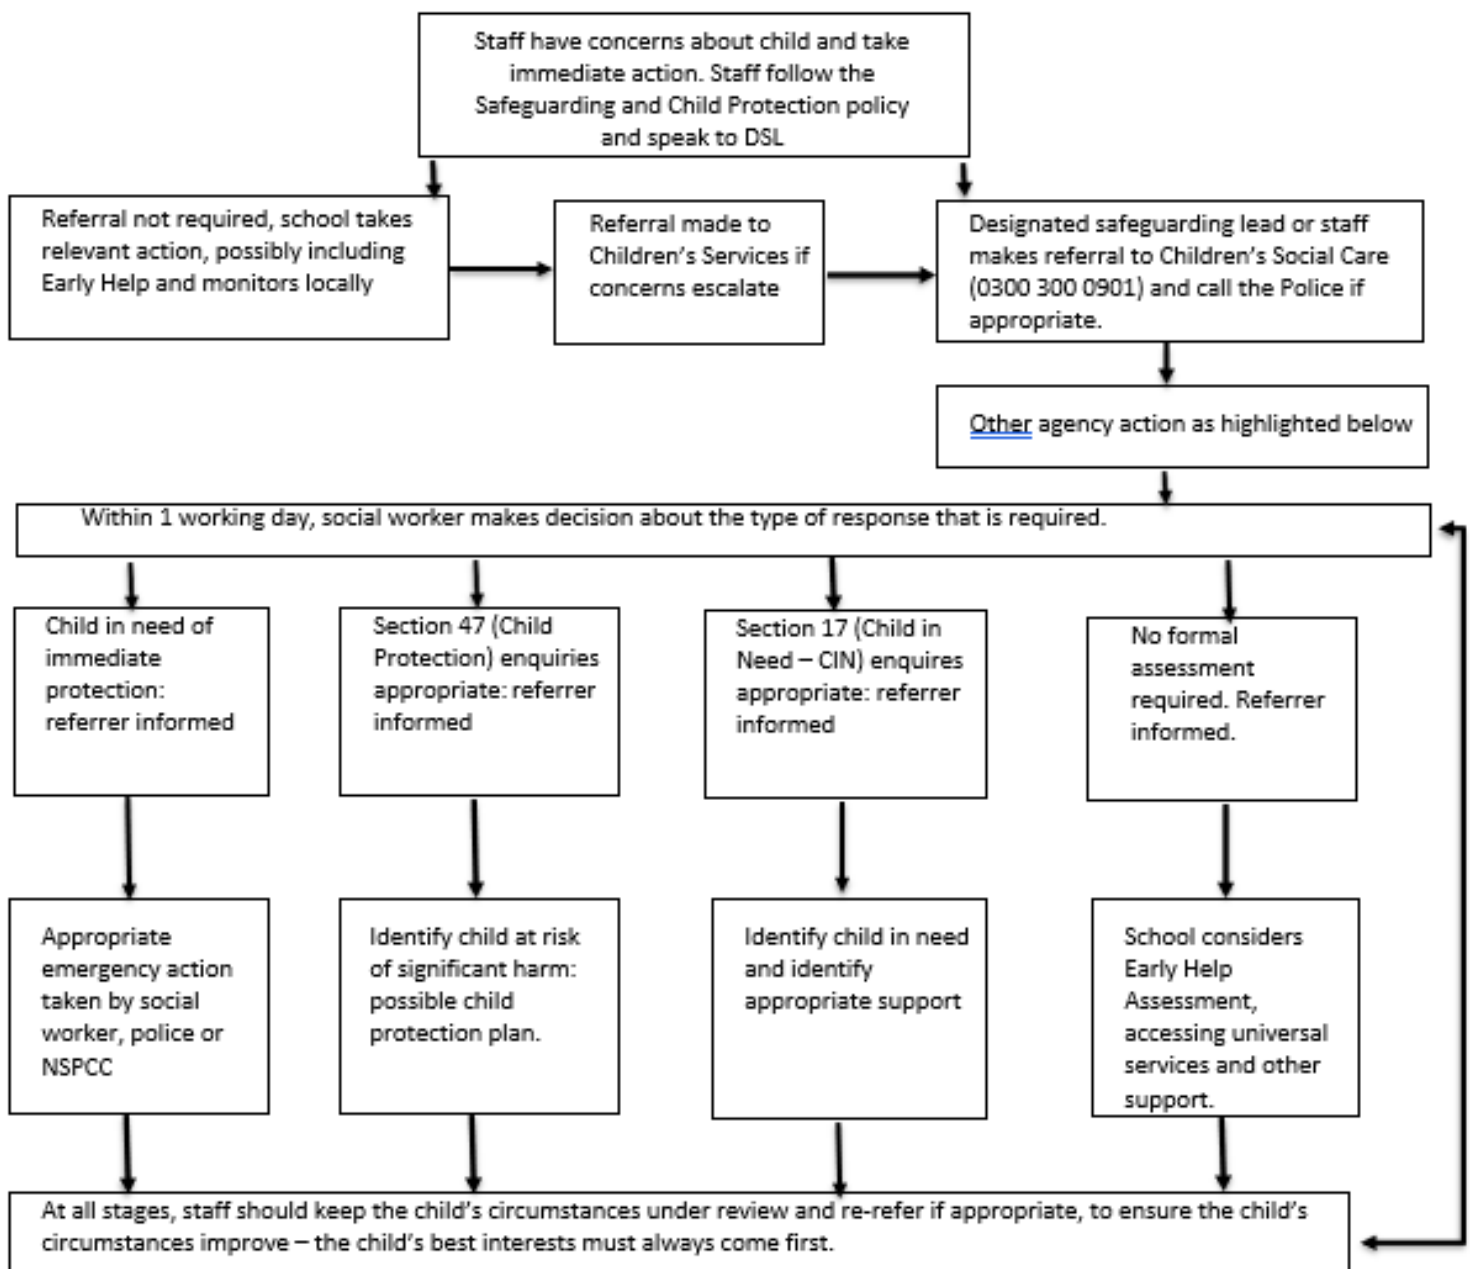 Staff have concerns about child and take
immediate action. Staff follow the
Safeguarding and Child Protection policy
and speak to DSL
Referral not required, school takes
relevant action, possibly including
Early Help and monitors locally
Referral made to
Children’s Services if
concerns escalate
Designated safeguarding lead or staff
makes referral to Children’s Social Care
(0300 300 0901) and call the Police if
appropriate.
Other agency action as highlighted below
Within 1 working day, social worker makes decision about the type of response that is required.
Child in need of
immediate
protection:
referrer informed
Section 47 (Child
Protection) enquiries
appropriate: referrer
informed
Section 17 (Child in
Need – CIN) enquires
appropriate: referrer
informed
No formal
assessment
required. Referrer
informed.
Appropriate
emergency action
taken by social
worker, police or
NSPCC
Identify child at risk
of significant harm:
possible child
protection plan.
Identify child in need
and identify
appropriate support
School considers
Early Help
Assessment,
accessing universal
services and other
support.
At all stages, staff should keep the child’s circumstances under review and re-refer if appropriate, to ensure the child’s
circumstances improve – the child’s best interests must always come first.